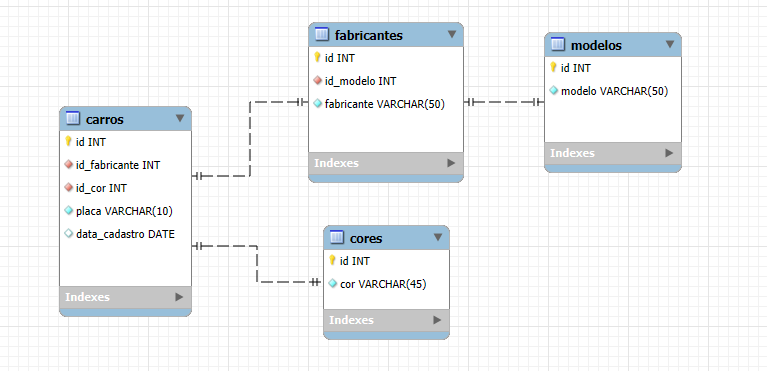 fabricantes
id INT
id_modelo INT
fabricante VARCHAR(50)
Indexes
modelos
id INT
modelo VARCHAR(50)
Indexes
carros
id INT
id_fabricante INT
id_cor INT
placa VARCHAR(10)
data_cadastro DATE
Indexes
cores
id INT
cor VARCHAR(45)
Indexes